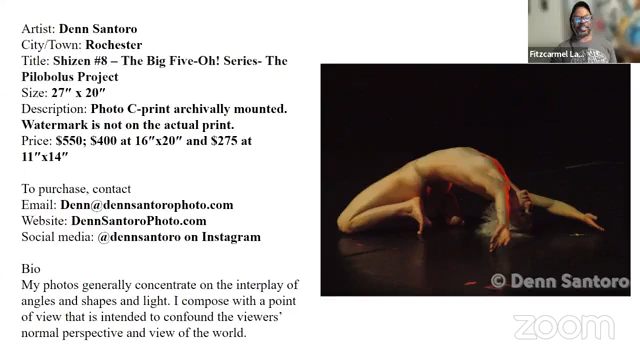 Artist: Denn Santoro
City/Town: Rochester
Title: Shizen #8 – The Big Five-Oh! Series- The
Pilobolus Project
Size: 27″ x 20″
Description: Photo C-print archivally mounted.
Watermark is not on the actual print.
Price: $550; $400 at 16″x20″ and $275 at
11″x14″
To purchase, contact
Email: Denn@dennsantorophoto.com
Website: DennSantoroPhoto.com
Social media: @dennsantoro on Instagram
Bio
My photos generally concentrate on the interplay of
angles and shapes and light. I compose with a point
of view that is intended to confound the viewers'
normal perspective and view of the world.
Fitzcarmel La...
© Denn Santoro
zoom